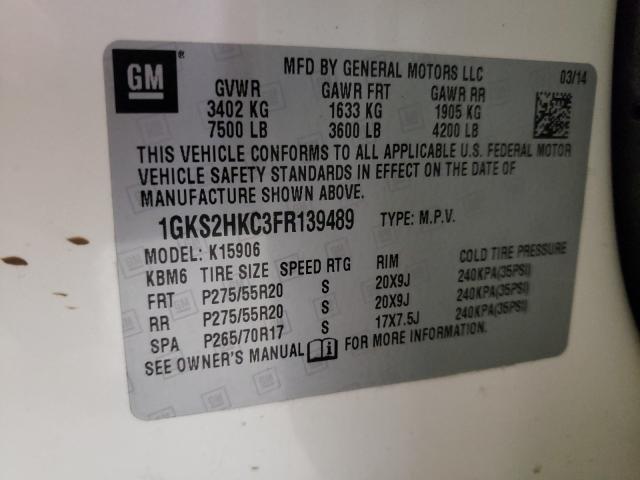 GM ®
MFD BY GENERAL MOTORS LLC 03/14
GVWR GAWR FRT GAWR RR
3402 KG 1633 KG 1905 KG
7500 LB 3600 LB 4200 LB
THIS VEHICLE CONFORMS TO ALL APPLICABLE U.S. FEDERAL MOTOR
VEHICLE SAFETY STANDARDS IN EFFECT ON THE DATE OF
MANUFACTURE SHOWN ABOVE.
1GKS2HKC3FR139489 TYPE: M.P.V.
MODEL: K15906
KBM6 TIRE SIZE SPEED RTG RIM COLD TIRE PRESSURE
FRT P275/55R20 S 20X9J 240KPA(35PSI)
RR P275/55R20 S 20X9J 240KPA(35PSI)
SPA P265/70R17 S 17X7.5J 240KPA(35PSI)
SEE OWNER'S MANUAL i FOR MORE INFORMATION.